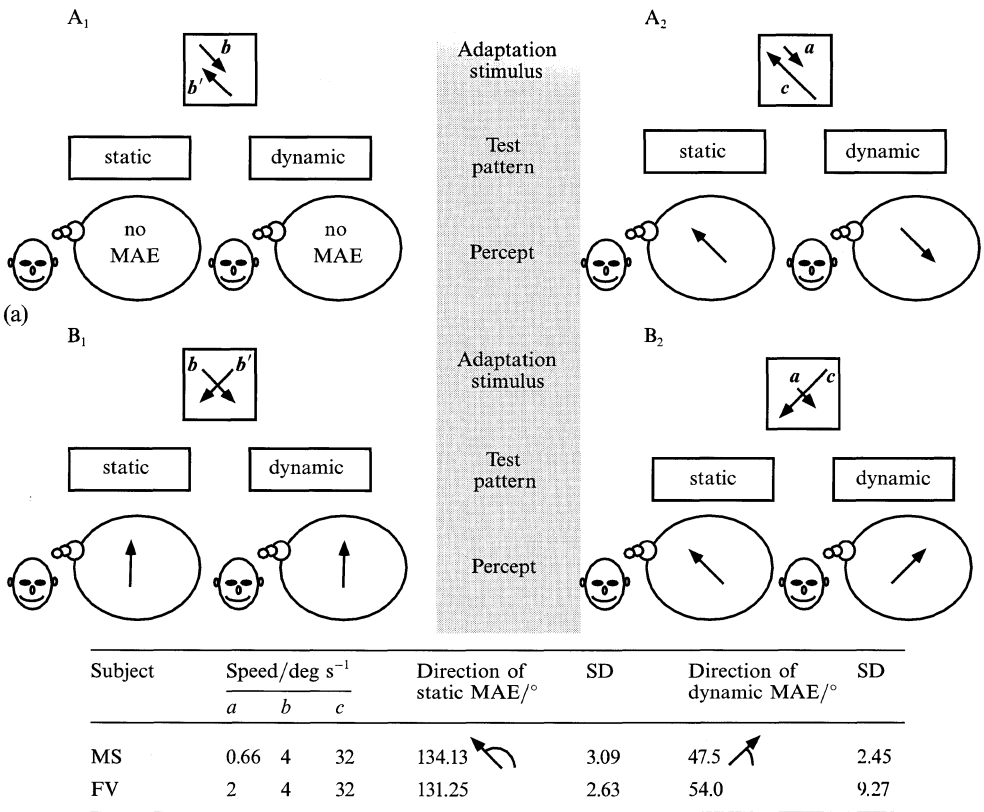 A₁
b
b′
static
dynamic
no
MAE
no
MAE
Adaptation
stimulus
Test
pattern
Percept
A₂
a
c
static
dynamic
(a)
B₁
b b′
static
dynamic
Adaptation
stimulus
Test
pattern
Percept
B₂
a c
static
dynamic
Subject Speed/deg s⁻¹ Direction of static MAE/° SD Direction of dynamic MAE/° SD
a b c
MS 0.66 4 32 134.13 3.09 47.5 2.45
FV 2 4 32 131.25 2.63 54.0 9.27